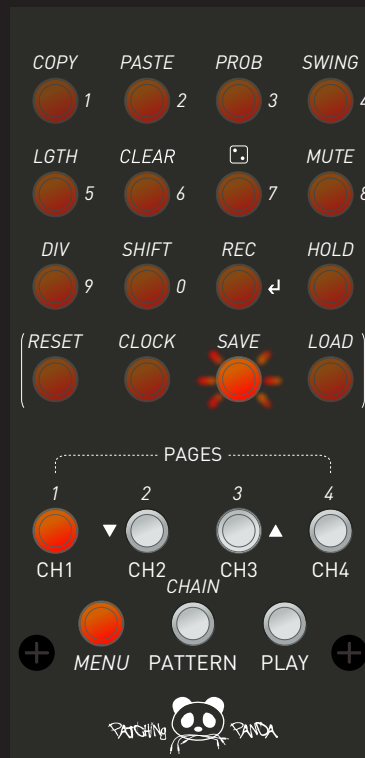 COPY PASTE PROB SWING
1 2 3 4
LGTH CLEAR MUTE
5 6 7 8
DIV SHIFT REC HOLD
9 0 ↲
RESET CLOCK SAVE LOAD
PAGES
1 2 3 4
▼ ▲
CH1 CH2 CH3 CH4
CHAIN
MENU PATTERN PLAY
PATCHING PANDA